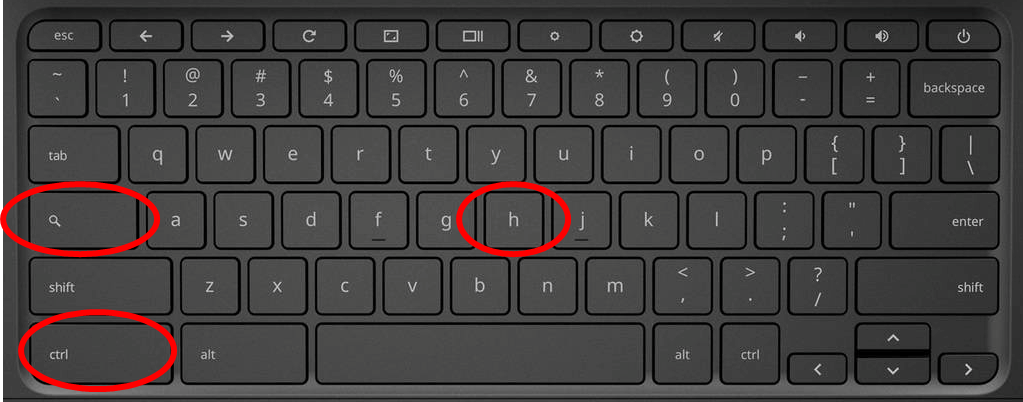 esc
~ ! @ # $ % ^ & * ( ) – +
` 1 2 3 4 5 6 7 8 9 0 - = backspace
tab q w e r t y u i o p { [ } ] | \
a s d f g h j k l : ; " ' enter
shift z x c v b n m < , > . ? / shift
ctrl alt alt ctrl